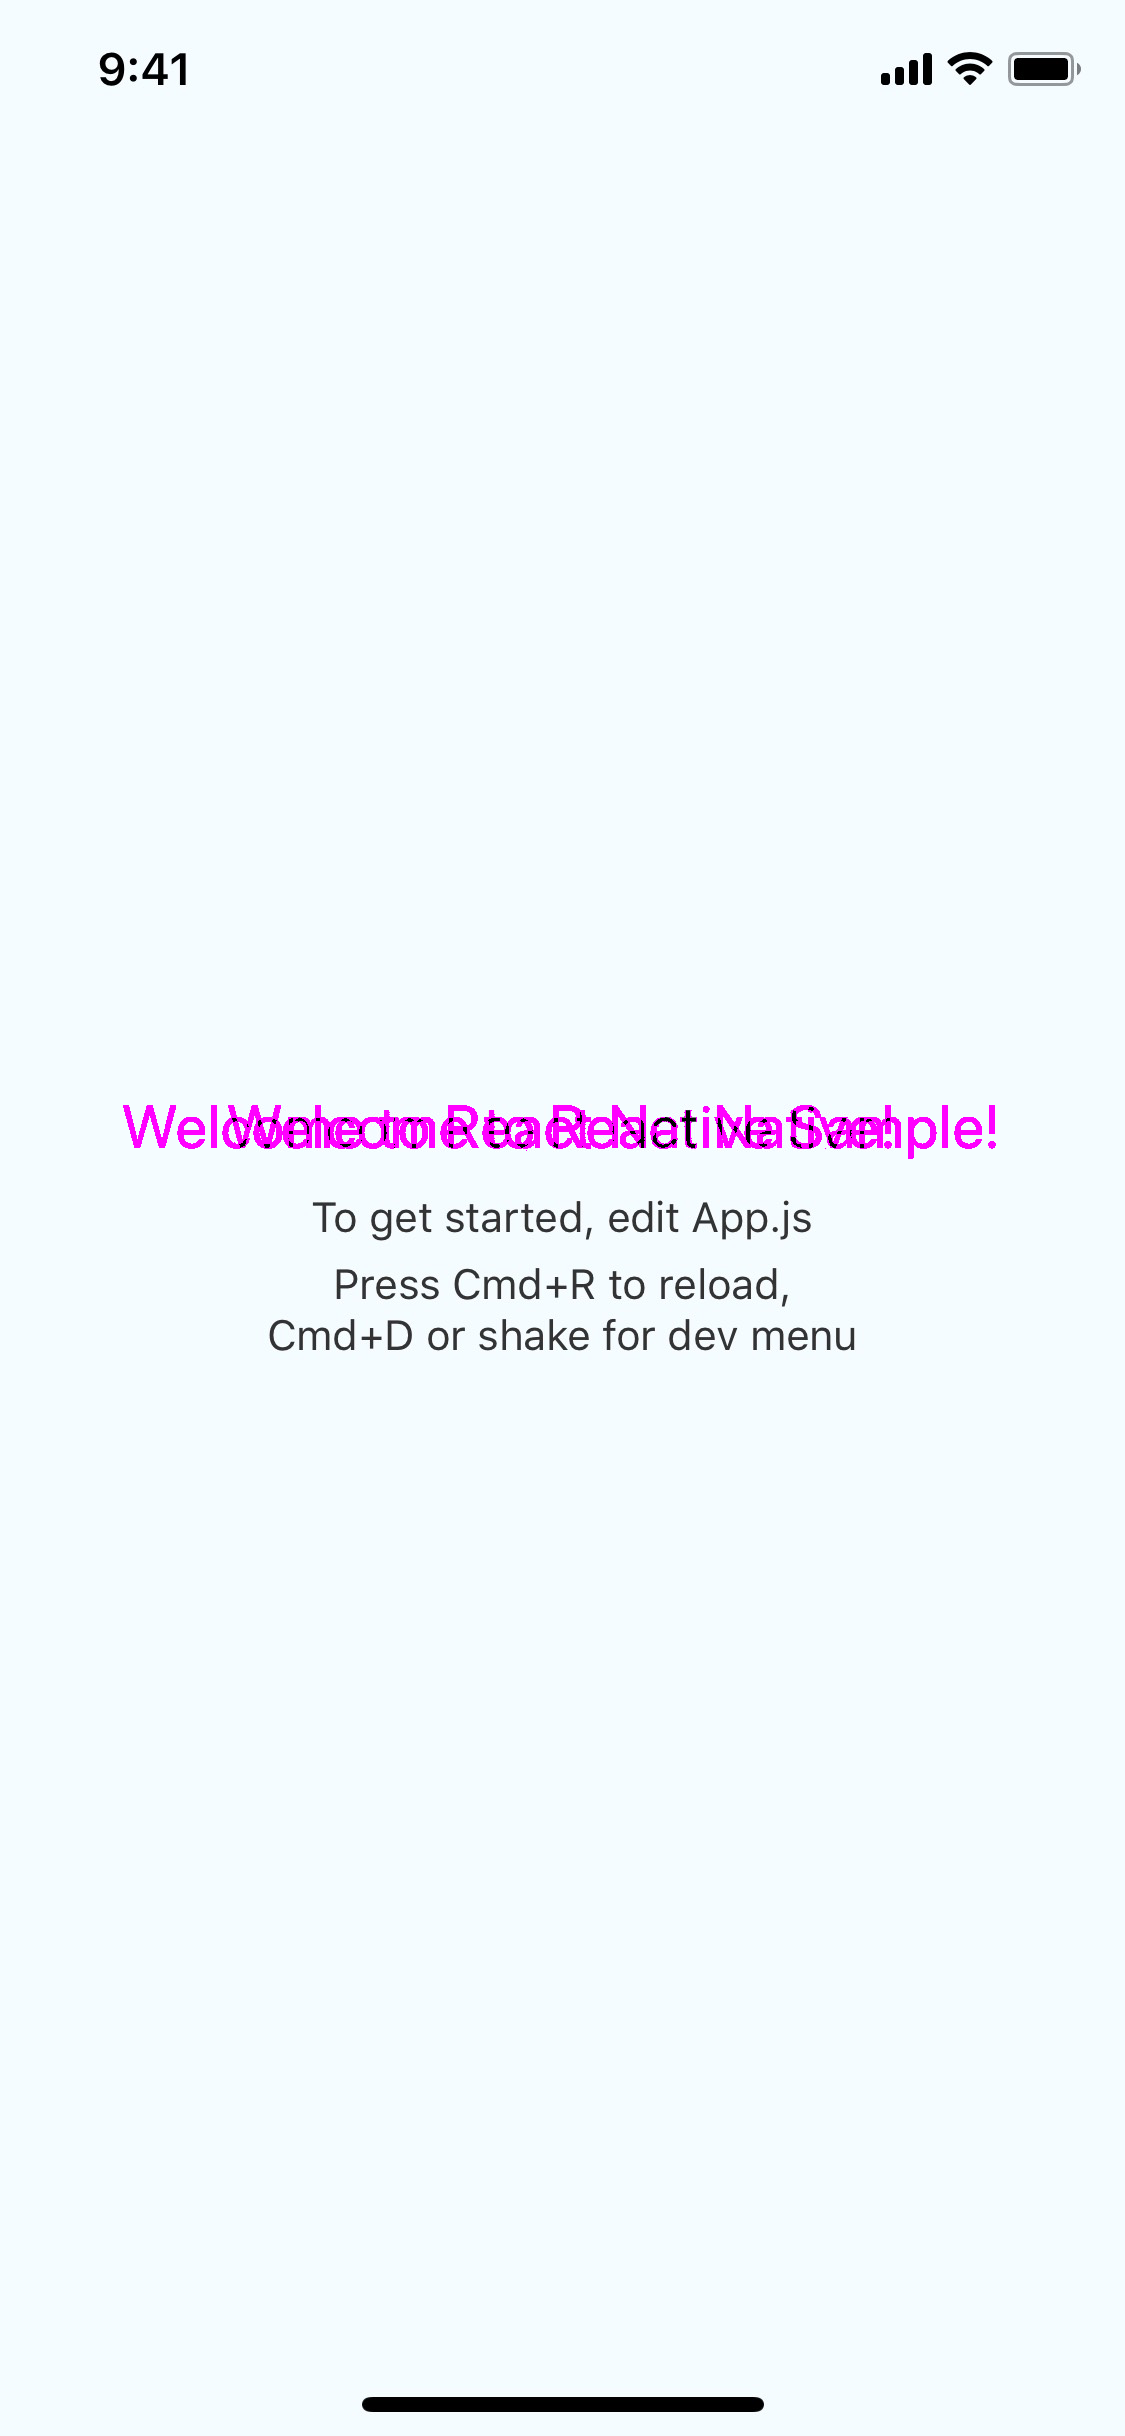 9:41
Welcome to React Native Sample!
Welcome to React Native!
To get started, edit App.js
Press Cmd+R to reload,
Cmd+D or shake for dev menu